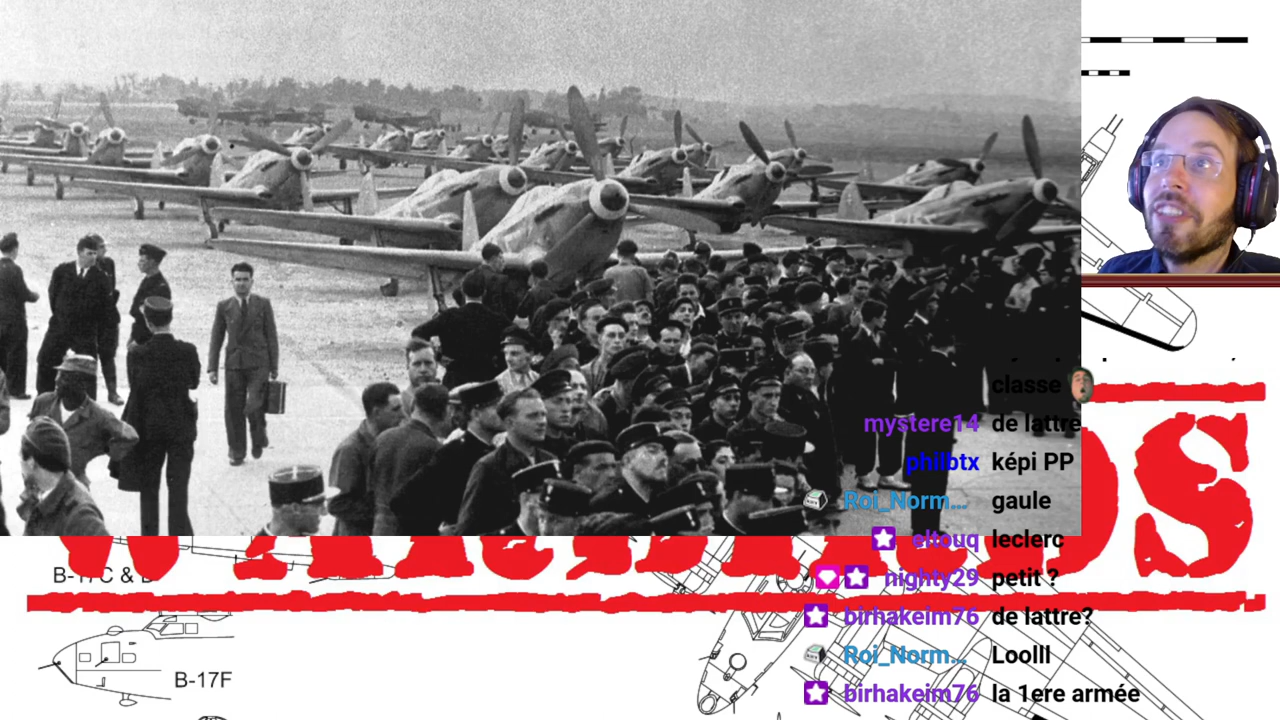 classe
mystere14 de lattre
philbtx képi PP
Roi_Norm... gaule
eltouq leclerc
nighty29 petit ?
birhakeim76 de lattre?
Roi_Norm... Loolll
birhakeim76 la 1ere armée
B-17F